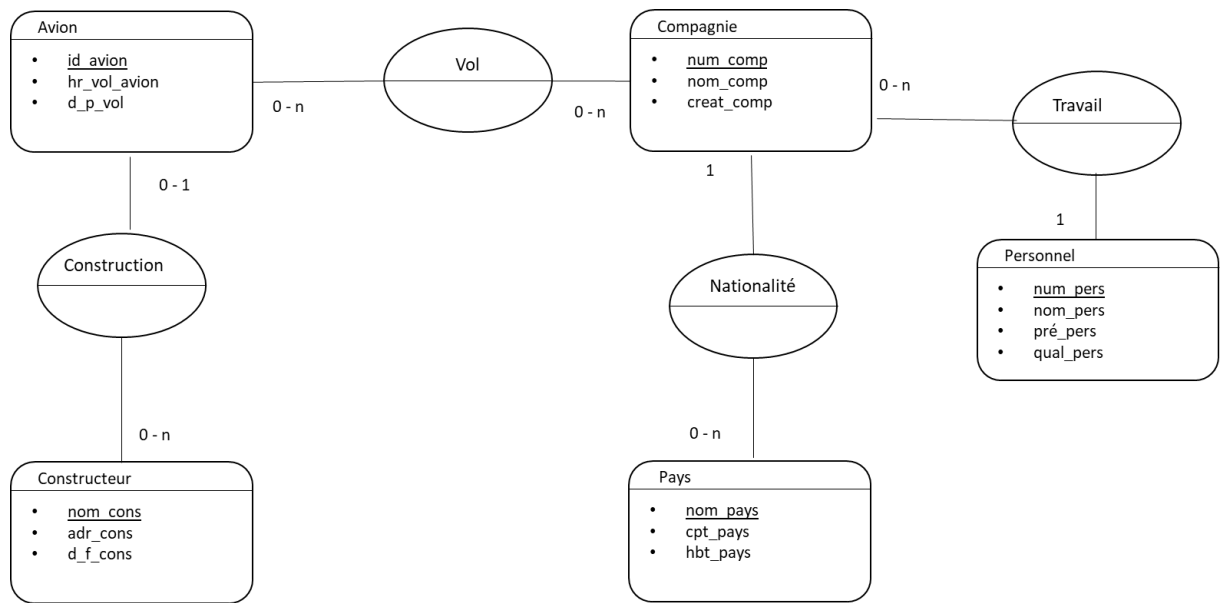 Avion
• id_avion
• hr_vol_avion
• d_p_vol
0 - n
Vol
0 - n
Compagnie
• num_comp
• nom_comp
• creat_comp
0 - n
Travail
0 - 1
1
1
Construction
Nationalité
Personnel
• num_pers
• nom_pers
• pré_pers
• qual_pers
0 - n
0 - n
Constructeur
• nom_cons
• adr_cons
• d_f_cons
Pays
• nom_pays
• cpt_pays
• hbt_pays